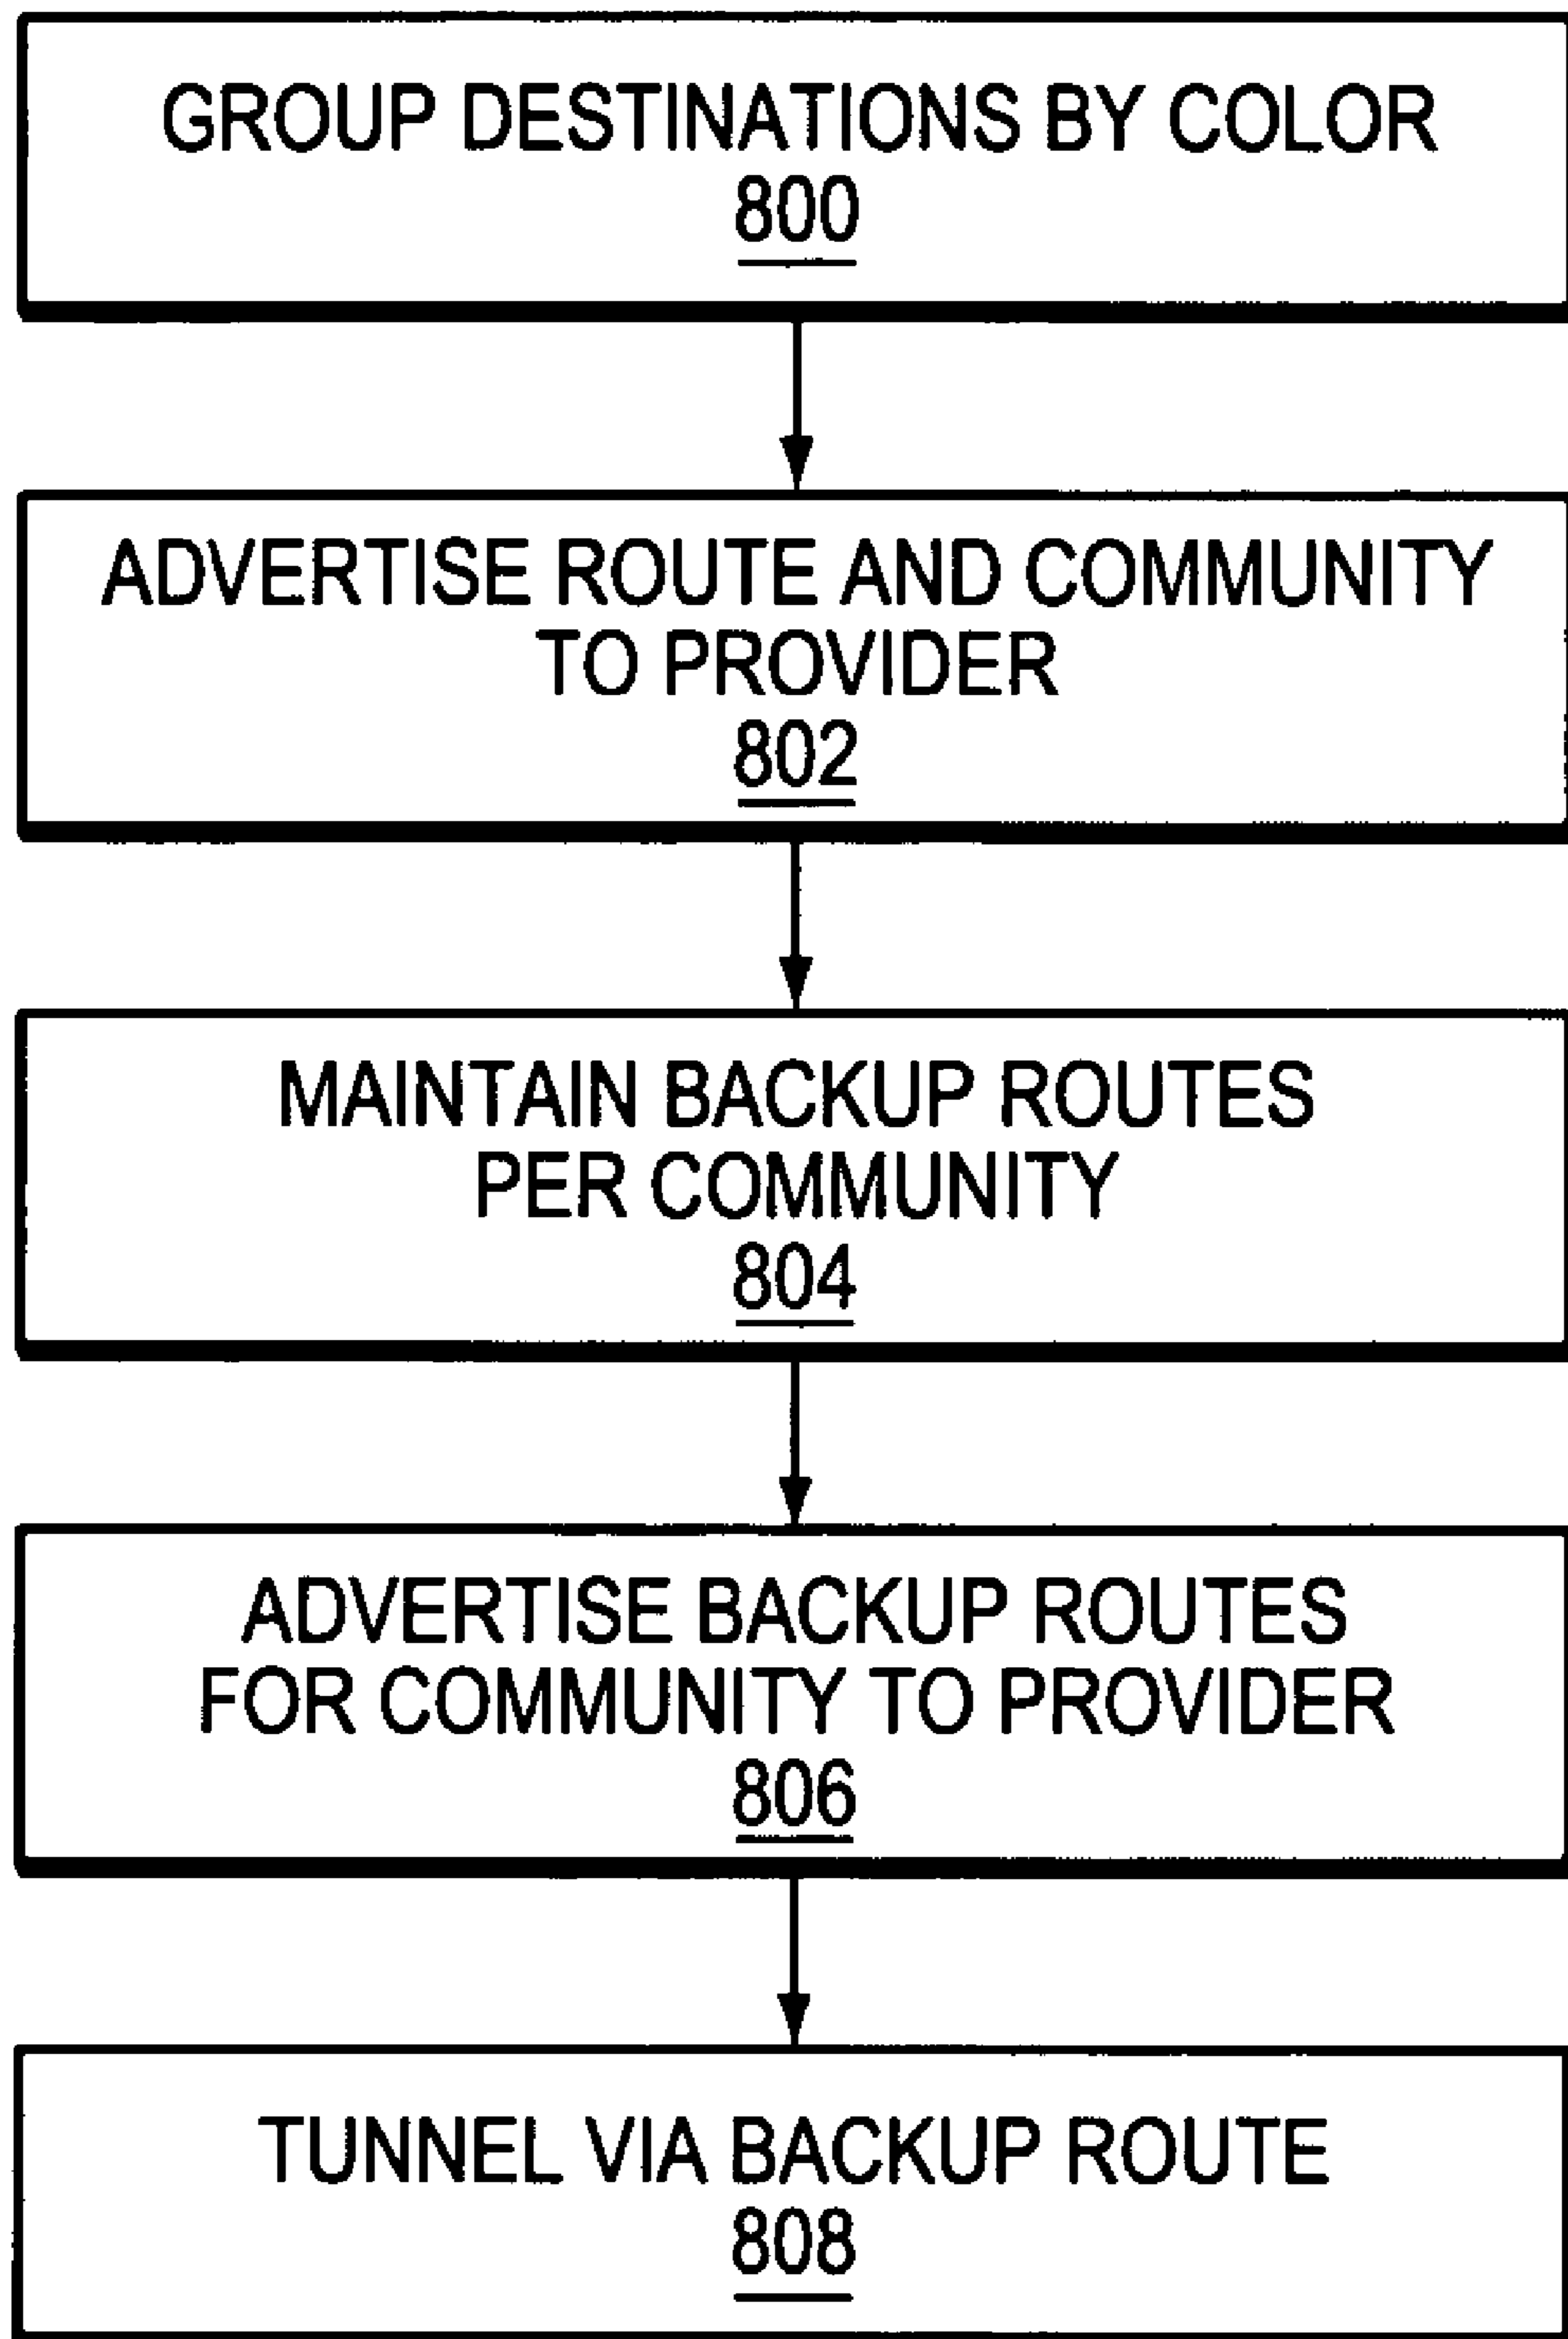 GROUP DESTINATIONS BY COLOR
800
ADVERTISE ROUTE AND COMMUNITY
TO PROVIDER
802
MAINTAIN BACKUP ROUTES
PER COMMUNITY
804
ADVERTISE BACKUP ROUTES
FOR COMMUNITY TO PROVIDER
806
TUNNEL VIA BACKUP ROUTE
808